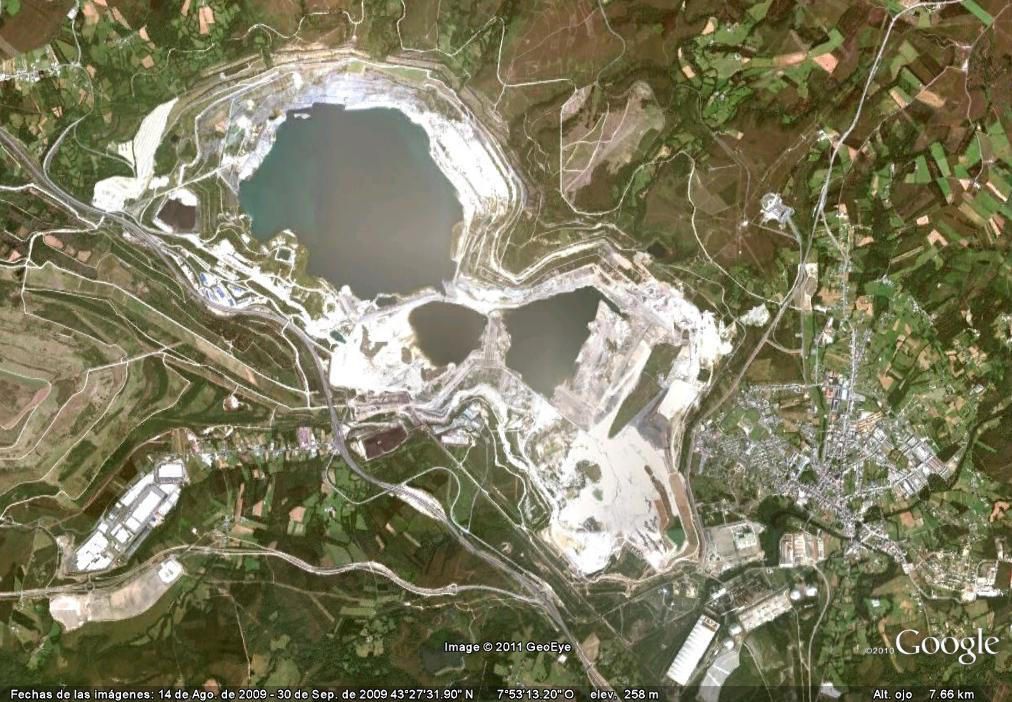 Image © 2011 GeoEye
©2010 Google
Fechas de las imágenes: 14 de Ago. de 2009 - 30 de Sep. de 2009 43°27'31.90" N 7°53'13.20" O elev. 258 m Alt. ojo 7.66 km